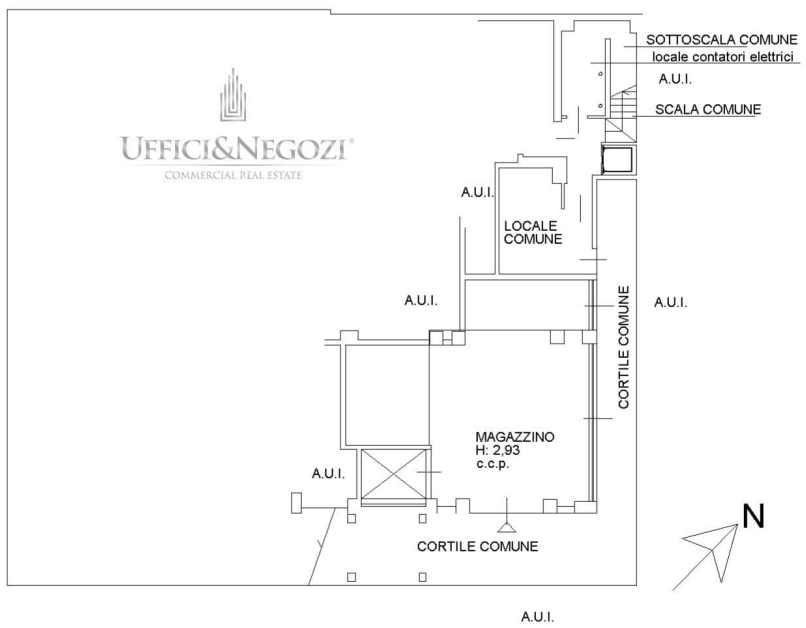 SOTTOSCALA COMUNE
locale contatori elettrici
A.U.I.
SCALA COMUNE
UFFICI&NEGOZI®
COMMERCIAL REAL ESTATE
A.U.I.
LOCALE
COMUNE
A.U.I.
A.U.I.
CORTILE COMUNE
MAGAZZINO
H: 2,93
c.c.p.
A.U.I.
N
CORTILE COMUNE
A.U.I.